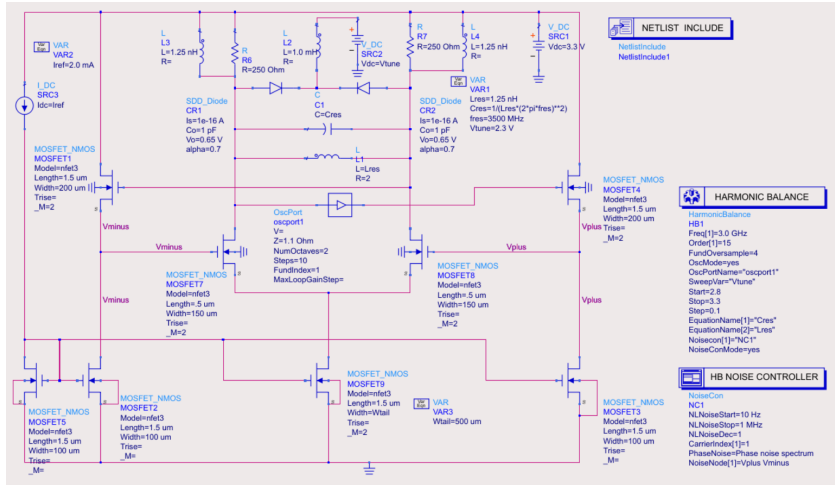 VAR
VAR2
Iref=2.0 mA
I_DC
SRC3
Idc=Iref
L
L3
L=1.25 nH
R=
R
R6
R=250 Ohm
L
L2
L=1.0 mH
R=
V_DC
SRC2
Vdc=Vtune
R
R7
R=250 Ohm
L
L4
L=1.25 nH
R=
V_DC
SRC1
Vdc=3.3 V
NETLIST INCLUDE
NetlistInclude
NetlistInclude1
VAR
VAR1
Lres=1.25 nH
Cres=1/(Lres*(2*pi*fres)**2)
fres=3500 MHz
Vtune=2.3 V
SDD_Diode
CR1
Is=1e-16 A
Co=1 pF
Vo=0.65 V
alpha=0.7
C
C1
C=Cres
SDD_Diode
CR2
Is=1e-16 A
Co=1 pF
Vo=0.65 V
alpha=0.7
L
L1
L=Lres
R=2
MOSFET_NMOS
MOSFET1
Model=nfet3
Length=1.5 um
Width=200 um
Trise=
_M=2
OscPort
oscport1
V=
Z=1.1 Ohm
NumOctaves=2
Steps=10
FundIndex=1
MaxLoopGainStep=
MOSFET_NMOS
MOSFET4
Model=nfet3
Length=1.5 um
Width=200 um
Trise=
_M=2
Vminus
Vminus
Vminus
Vplus
Vplus
Vplus
MOSFET_NMOS
MOSFET7
Model=nfet3
Length=.5 um
Width=150 um
Trise=
_M=2
MOSFET_NMOS
MOSFET8
Model=nfet3
Length=.5 um
Width=150 um
Trise=
_M=2
HARMONIC BALANCE
HarmonicBalance
HB1
Freq[1]=3.0 GHz
Order[1]=15
FundOversample=4
OscMode=yes
OscPortName="oscport1"
SweepVar="Vtune"
Start=2.8
Stop=3.3
Step=0.1
EquationName[1]="Cres"
EquationName[2]="Lres"
Noisecon[1]="NC1"
NoiseConMode=yes
MOSFET_NMOS
MOSFET5
Model=nfet3
Length=1.5 um
Width=100 um
Trise=
_M=
MOSFET_NMOS
MOSFET2
Model=nfet3
Length=1.5 um
Width=100 um
Trise=
_M=
MOSFET_NMOS
MOSFET9
Model=nfet3
Length=1.5 um
Width=Wtail
Trise=
_M=2
VAR
VAR3
Wtail=500 um
MOSFET_NMOS
MOSFET3
Model=nfet3
Length=1.5 um
Width=100 um
Trise=
_M=
HB NOISE CONTROLLER
NoiseCon
NC1
NLNoiseStart=10 Hz
NLNoiseStop=1 MHz
NLNoiseDec=1
CarrierIndex[1]=1
PhaseNoise=Phase noise spectrum
NoiseNode[1]=Vplus Vminus